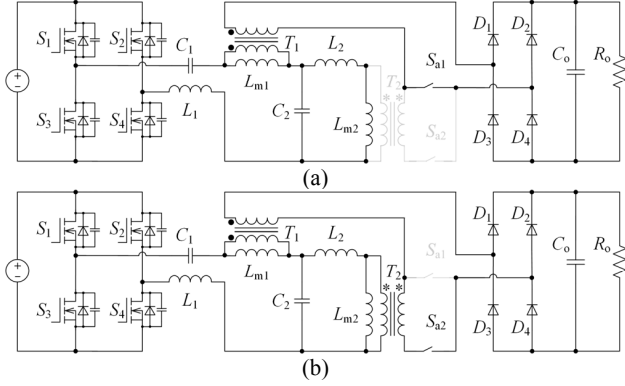 S1 S2 C1 T1 L2 Sa1 D1 D2 Co Ro
Lm1
T2
* *
S3 S4 L1 C2 Lm2 Sa2 D3 D4
+
−
(a)
S1 S2 C1 T1 L2 Sa1 D1 D2 Co Ro
Lm1
T2
* *
S3 S4 L1 C2 Lm2 Sa2 D3 D4
+
−
(b)